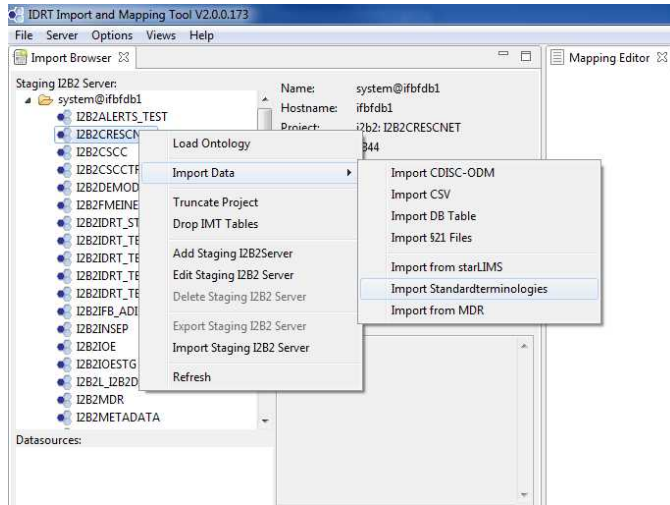 IDRT Import and Mapping Tool V2.0.0.173
File Server Options Views Help
Import Browser
Mapping Editor
Staging I2B2 Server:
system@ifbfdb1
I2B2ALERTS_TEST
I2B2CRESCN
I2B2CSCC
I2B2CSCCTF
I2B2DEMOD
I2B2FMEINE
I2B2IDRT_ST
I2B2IDRT_TE
I2B2IDRT_TE
I2B2IDRT_TE
I2B2IDRT_TE
I2B2IFB_ADI
I2B2INSEP
I2B2IOE
I2B2IOESTG
I2B2L_I2B2D
I2B2MDR
I2B2METADATA
Datasources:
Name: system@ifbfdb1
Hostname: ifbfdb1
Project: i2b2: I2B2CRESCNET
844
Load Ontology
Import Data
Truncate Project
Drop IMT Tables
Add Staging I2B2Server
Edit Staging I2B2 Server
Delete Staging I2B2 Server
Export Staging I2B2 Server
Import Staging I2B2 Server
Refresh
Import CDISC-ODM
Import CSV
Import DB Table
Import §21 Files
Import from starLIMS
Import Standardterminologies
Import from MDR